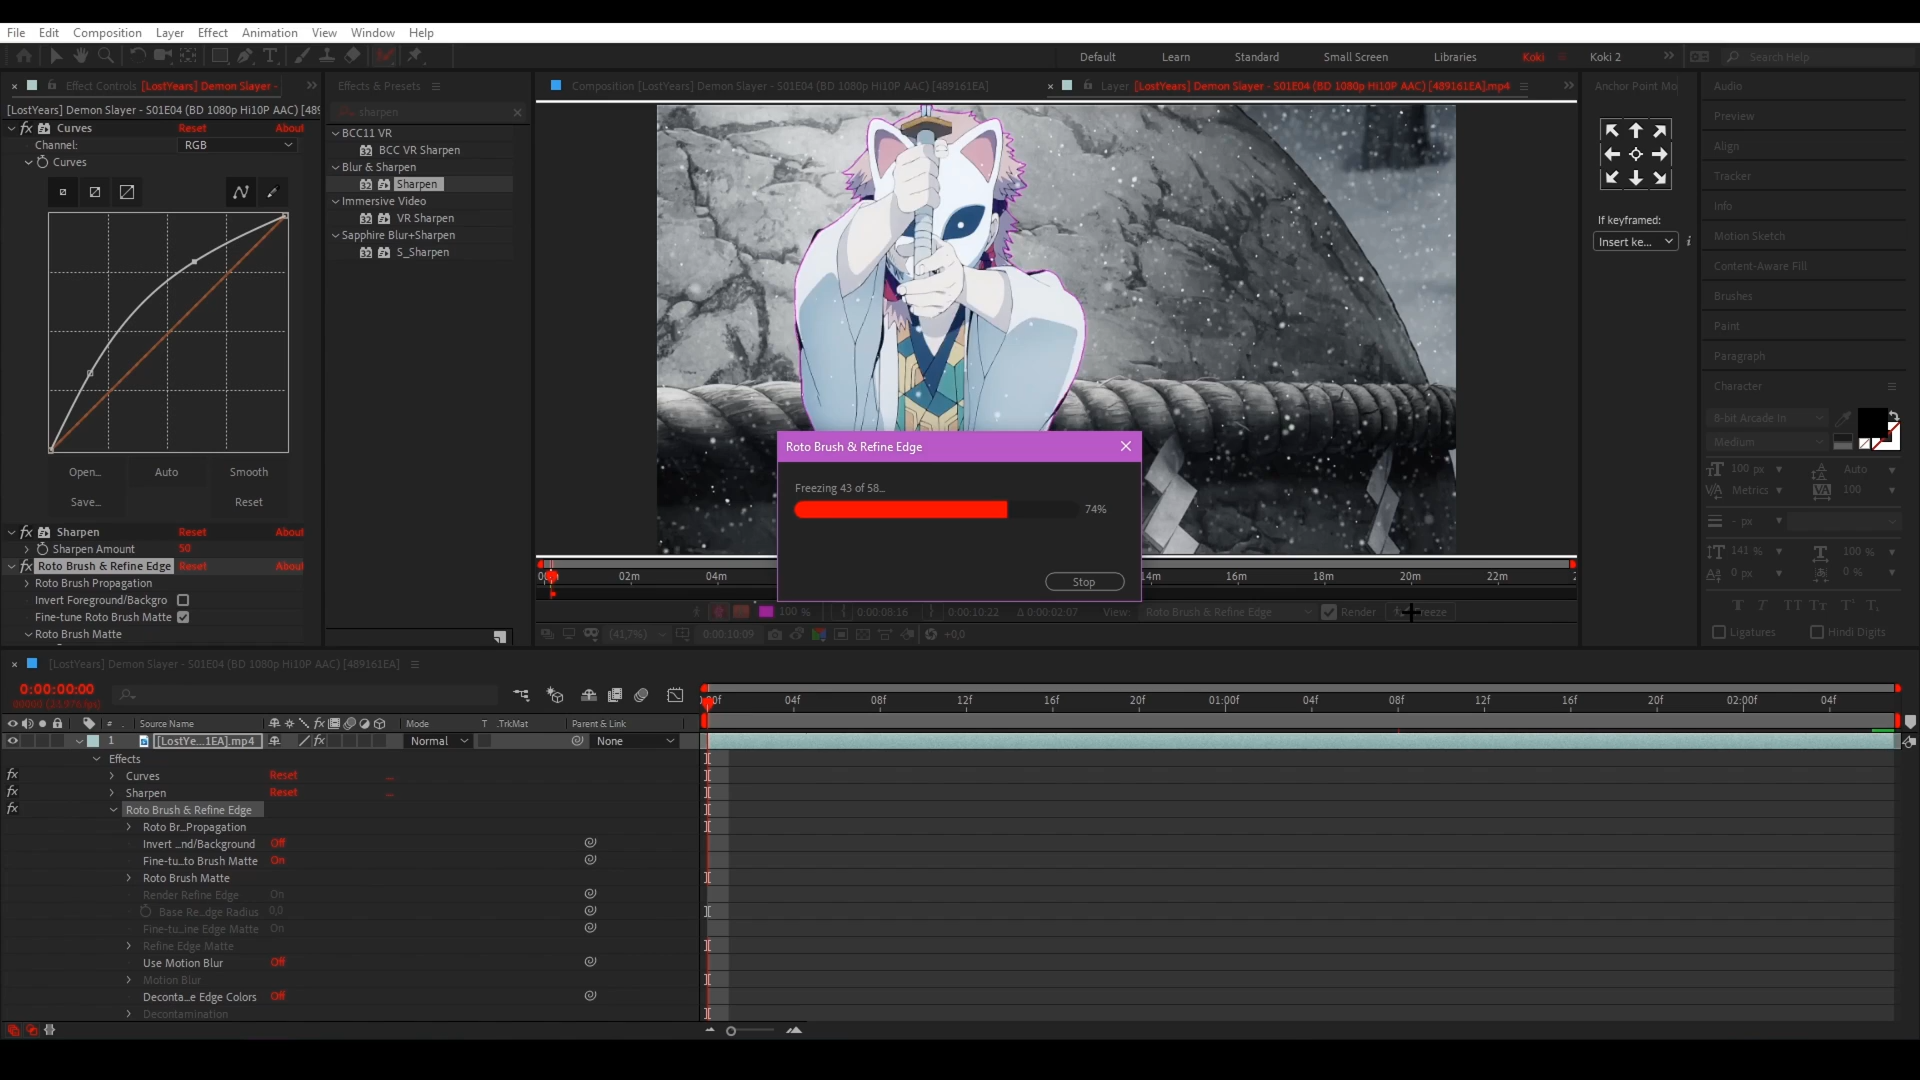 File Edit Composition Layer Effect Animation View Window Help
Default Learn Standard Small Screen Libraries Koki Koki 2 Search Help
Effect Controls [LostYears] Demon Slayer -
[LostYears] Demon Slayer - S01E04 (BD 1080p Hi10P AAC) [489
Curves Reset About
Channel: RGB
Curves
Open... Auto Smooth
Save... Reset
Sharpen Reset About
Sharpen Amount 50
Roto Brush & Refine Edge Reset About
Roto Brush Propagation
Invert Foreground/Backgro
Fine-tune Roto Brush Matte
Roto Brush Matte
Effects & Presets
sharpen
BCC11 VR
BCC VR Sharpen
Blur & Sharpen
Sharpen
Immersive Video
VR Sharpen
Sapphire Blur+Sharpen
S_Sharpen
Composition [LostYears] Demon Slayer - S01E04 (BD 1080p Hi10P AAC) [489161EA]
Layer [LostYears] Demon Slayer - S01E04 (BD 1080p Hi10P AAC) [489161EA].mp4
Roto Brush & Refine Edge
Freezing 43 of 58...
74%
Stop
02m 04m 14m 16m 18m 20m 22m
100 % 0:00:08:16 0:00:10:22 Δ 0:00:02:07 View: Roto Brush & Refine Edge Render
(41,7%) 0:00:10:09 +0,0
Anchor Point Mo
If keyframed:
Insert ke...
Audio
Preview
Align
Tracker
Info
Motion Sketch
Content-Aware Fill
Brushes
Paint
Paragraph
Character
8-bit Arcade In
Medium
100 px Auto
Metrics 100
- px
141 % 100 %
0 px 0 %
T T TT Tt T' T,
Ligatures Hindi Digits
[LostYears] Demon Slayer - S01E04 (BD 1080p Hi10P AAC) [489161EA]
0:00:00:00
00000 (23.976 fps)
# Source Name Mode T .TrkMat Parent & Link
1 [LostYe...1EA].mp4 Normal None
Effects
Curves Reset ...
Sharpen Reset ...
Roto Brush & Refine Edge
Roto Br...Propagation
Invert ...nd/Background Off
Fine-tu...to Brush Matte On
Roto Brush Matte
Render Refine Edge On
Base Re...dge Radius 0,0
Fine-tu...ine Edge Matte On
Refine Edge Matte
Use Motion Blur Off
Motion Blur
Deconta...e Edge Colors Off
Decontamination
04f 08f 12f 16f 20f 01:00f 04f 08f 12f 16f 20f 02:00f 04f